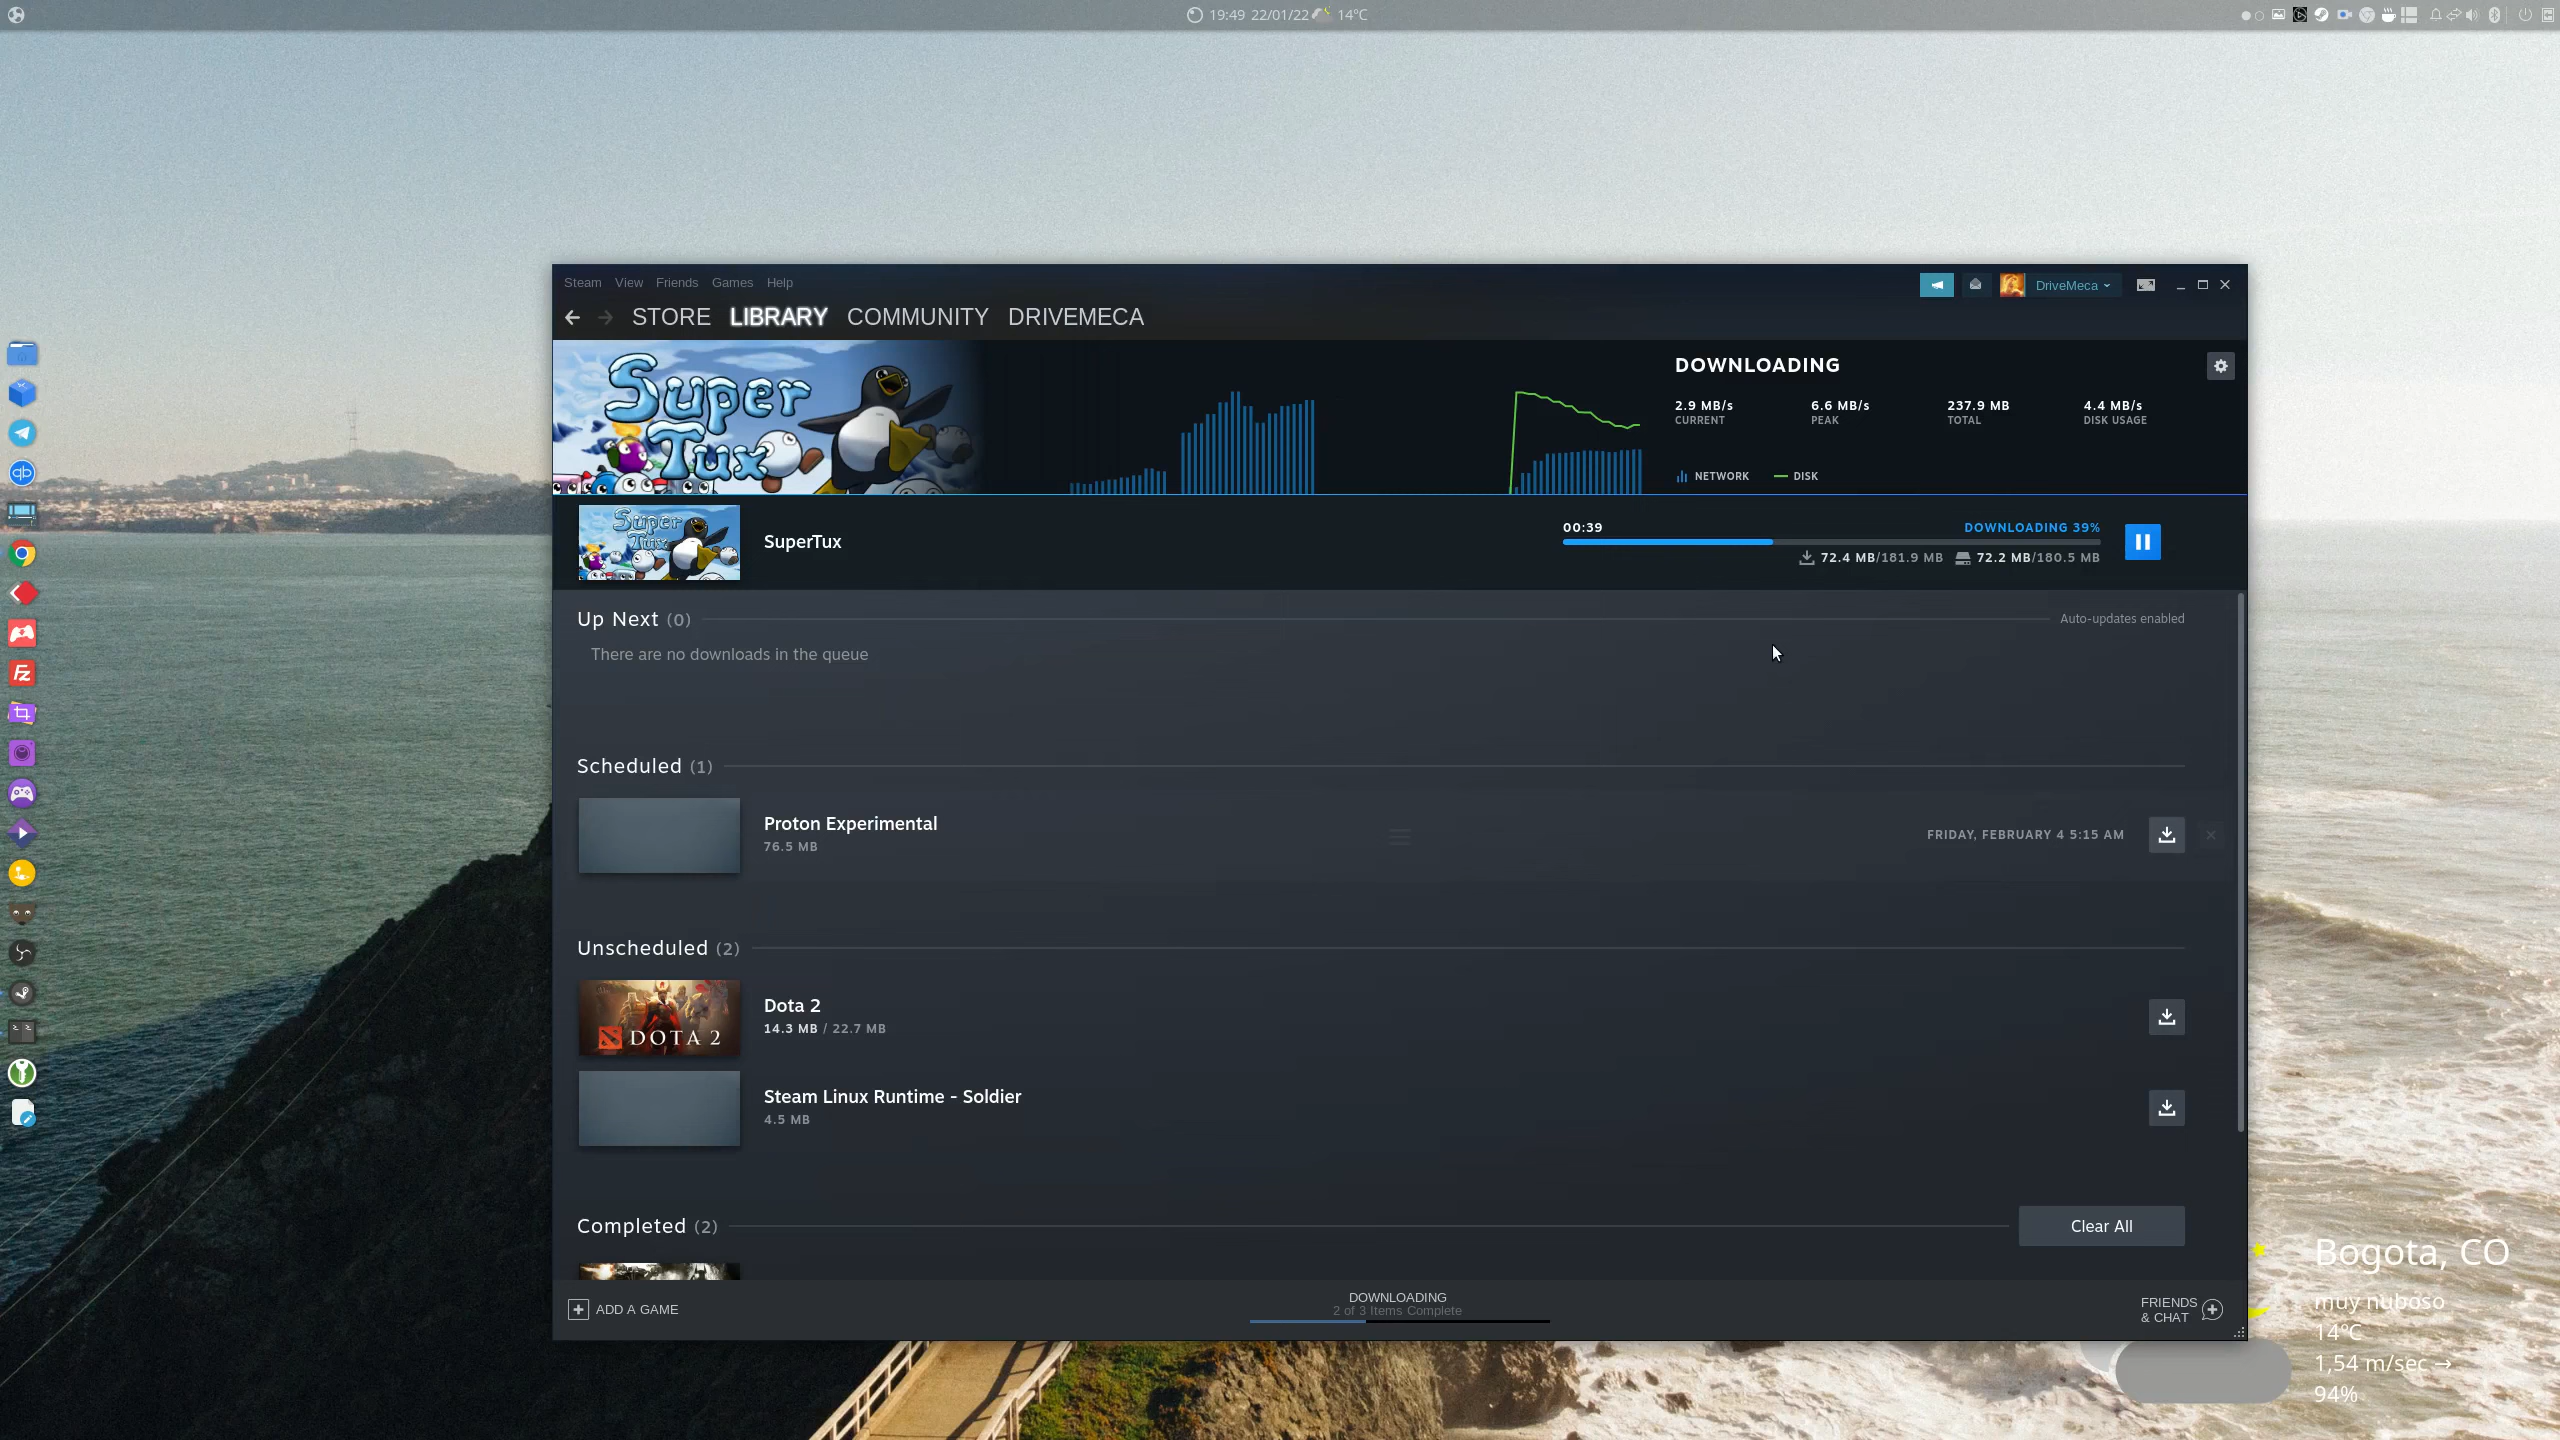 19:49 22/01/22 14°C
Steam View Friends Games Help
DriveMeca
STORE LIBRARY COMMUNITY DRIVEMECA
Super Tux
DOWNLOADING
2.9 MB/s 6.6 MB/s 237.9 MB 4.4 MB/s
CURRENT PEAK TOTAL DISK USAGE
NETWORK DISK
Super Tux
SuperTux
00:39 DOWNLOADING 39%
72.4 MB/181.9 MB 72.2 MB/180.5 MB
Up Next (0) Auto-updates enabled
There are no downloads in the queue
Scheduled (1)
Proton Experimental
76.5 MB
FRIDAY, FEBRUARY 4 5:15 AM
Unscheduled (2)
DOTA 2
Dota 2
14.3 MB / 22.7 MB
Steam Linux Runtime - Soldier
4.5 MB
Completed (2) Clear All
ADD A GAME
DOWNLOADING
2 of 3 Items Complete
FRIENDS
& CHAT
qb
Fz
Bogota, CO
muy nuboso
14°C
1,54 m/sec →
94%